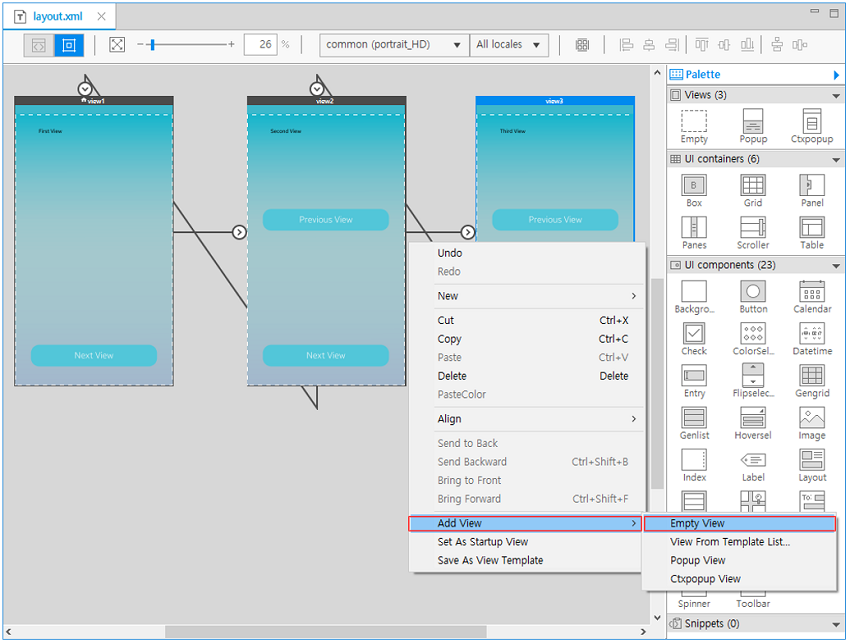 layout.xml
26 %
common (portrait_HD)
All locales
view1
First View
Next View
view2
Second View
Previous View
Next View
view3
Third View
Previous View
Undo
Redo
New
Cut Ctrl+X
Copy Ctrl+C
Paste Ctrl+V
Delete Delete
PasteColor
Align
Send to Back
Send Backward Ctrl+Shift+B
Bring to Front
Bring Forward Ctrl+Shift+F
Add View
Set As Startup View
Save As View Template
Empty View
View From Template List...
Popup View
Ctxpopup View
Palette
Views (3)
Empty Popup Ctxpopup
UI containers (6)
Box Grid Panel
Panes Scroller Table
UI components (23)
Backgro... Button Calendar
Check ColorSel... Datetime
Entry Flipselec... Gengrid
Genlist Hoversel Image
Index Label Layout
Spinner Toolbar
Snippets (0)